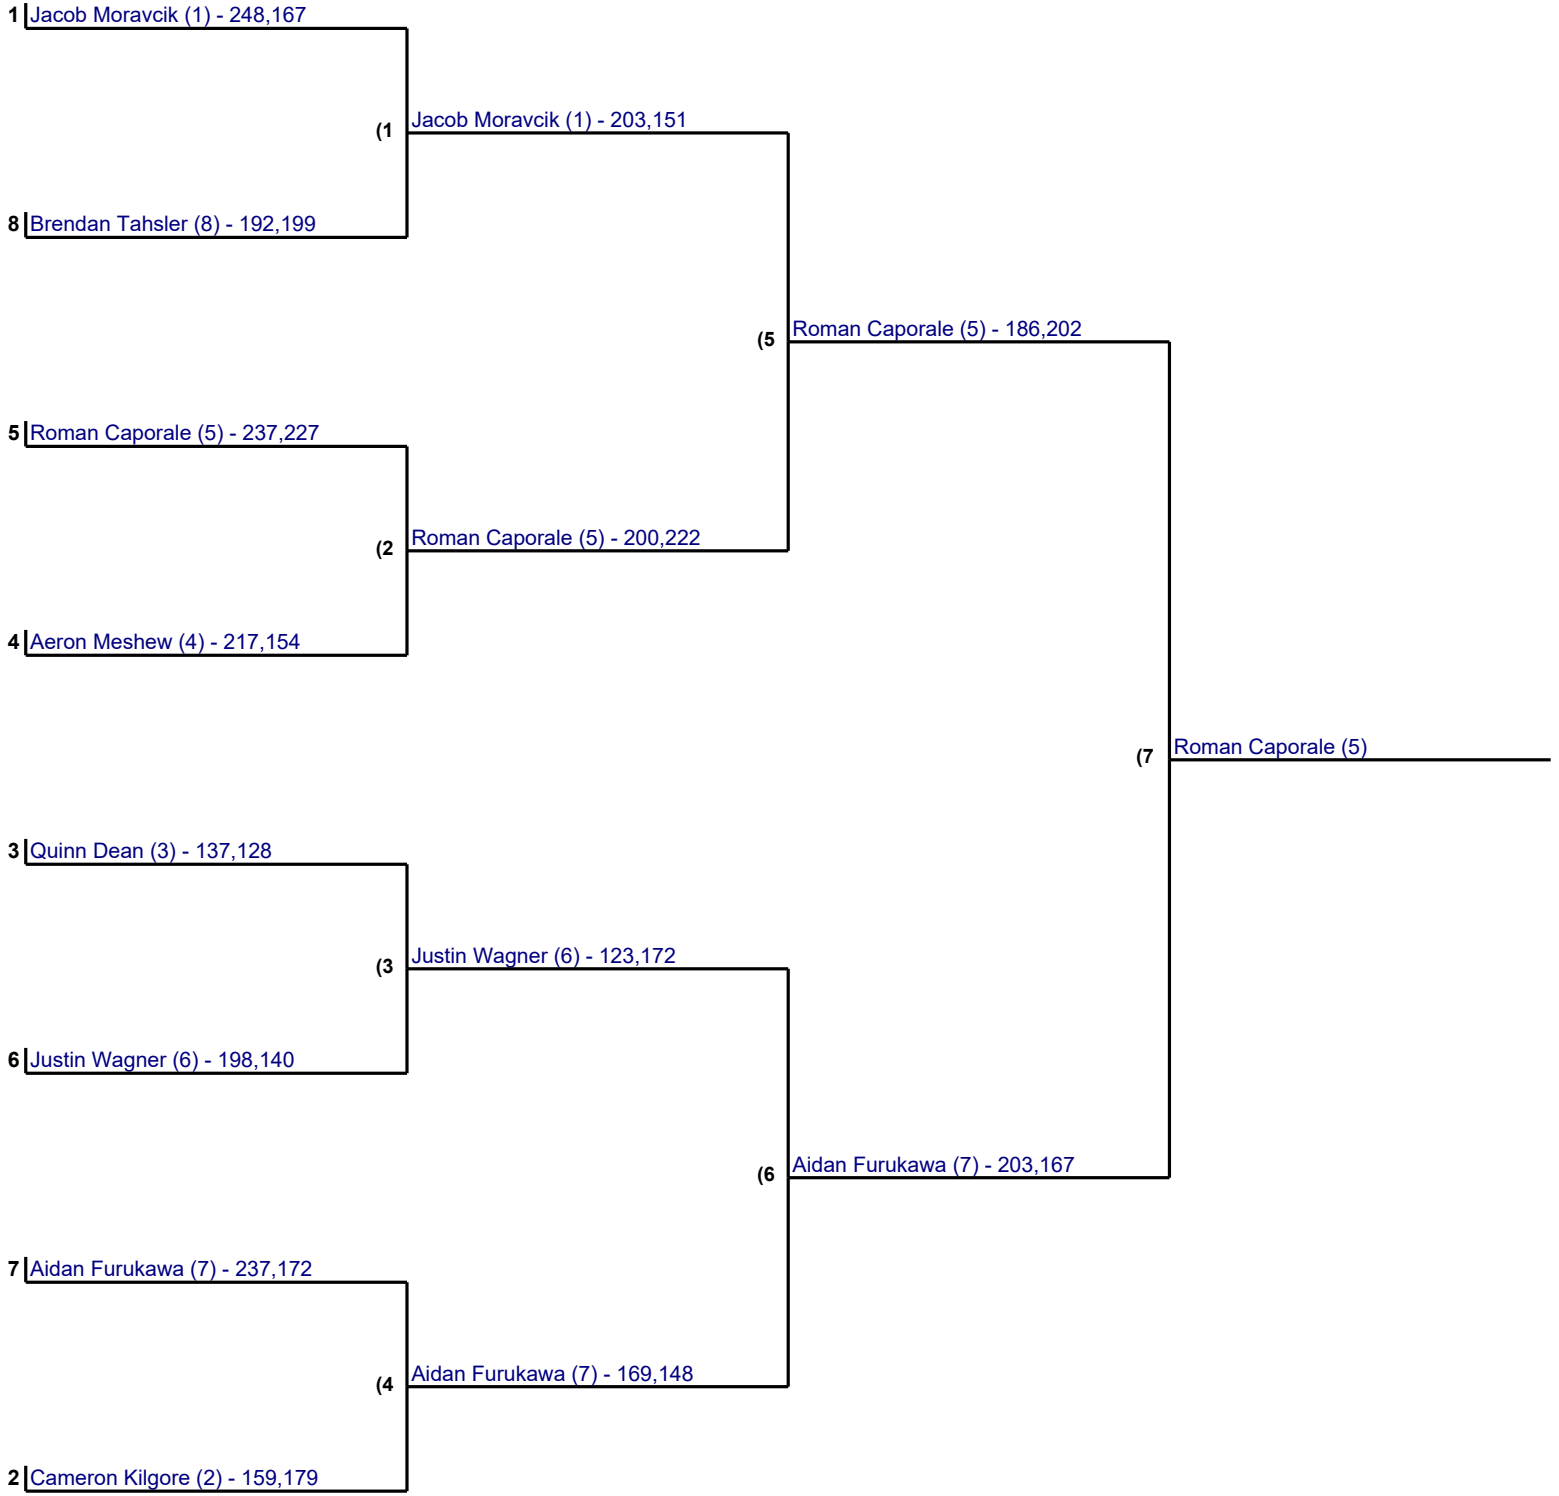 1 Jacob Moravcik (1) - 248,167
(1 Jacob Moravcik (1) - 203,151
8 Brendan Tahsler (8) - 192,199
(5 Roman Caporale (5) - 186,202
5 Roman Caporale (5) - 237,227
(2 Roman Caporale (5) - 200,222
4 Aeron Meshew (4) - 217,154
(7 Roman Caporale (5)
3 Quinn Dean (3) - 137,128
(3 Justin Wagner (6) - 123,172
6 Justin Wagner (6) - 198,140
(6 Aidan Furukawa (7) - 203,167
7 Aidan Furukawa (7) - 237,172
(4 Aidan Furukawa (7) - 169,148
2 Cameron Kilgore (2) - 159,179